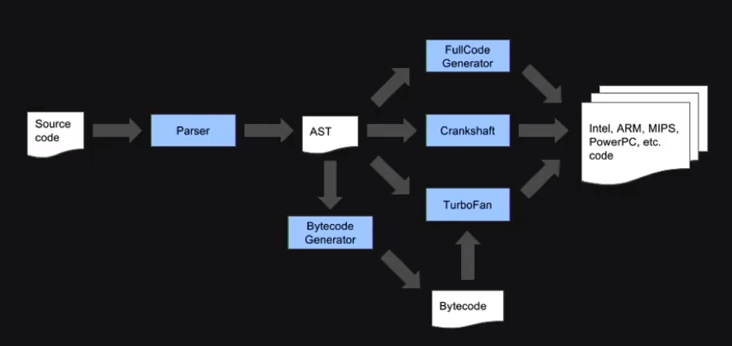 FullCode
Generator
Source
code
Parser
AST
Crankshaft
Intel, ARM, MIPS,
PowerPC, etc.
code
TurboFan
Bytecode
Generator
Bytecode